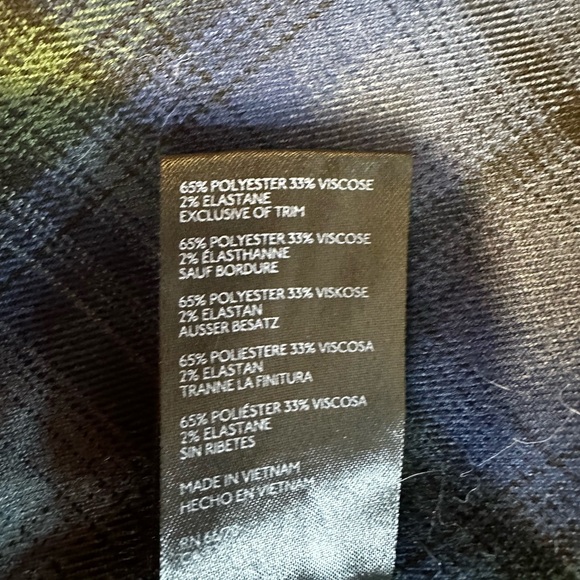 65% POLYESTER 33% VISCOSE
2% ELASTANE
EXCLUSIVE OF TRIM
65% POLYESTER 33% VISCOSE
2% ÉLASTHANNE
SAUF BORDURE
65% POLYESTER 33% VISKOSE
2% ELASTAN
AUSSER BESATZ
65% POLIESTERE 33% VISCOSA
2% ELASTAN
TRANNE LA FINITURA
65% POLIÉSTER 33% VISCOSA
2% ELASTANE
SIN RIBETES
MADE IN VIETNAM
HECHO EN VIETNAM
RN